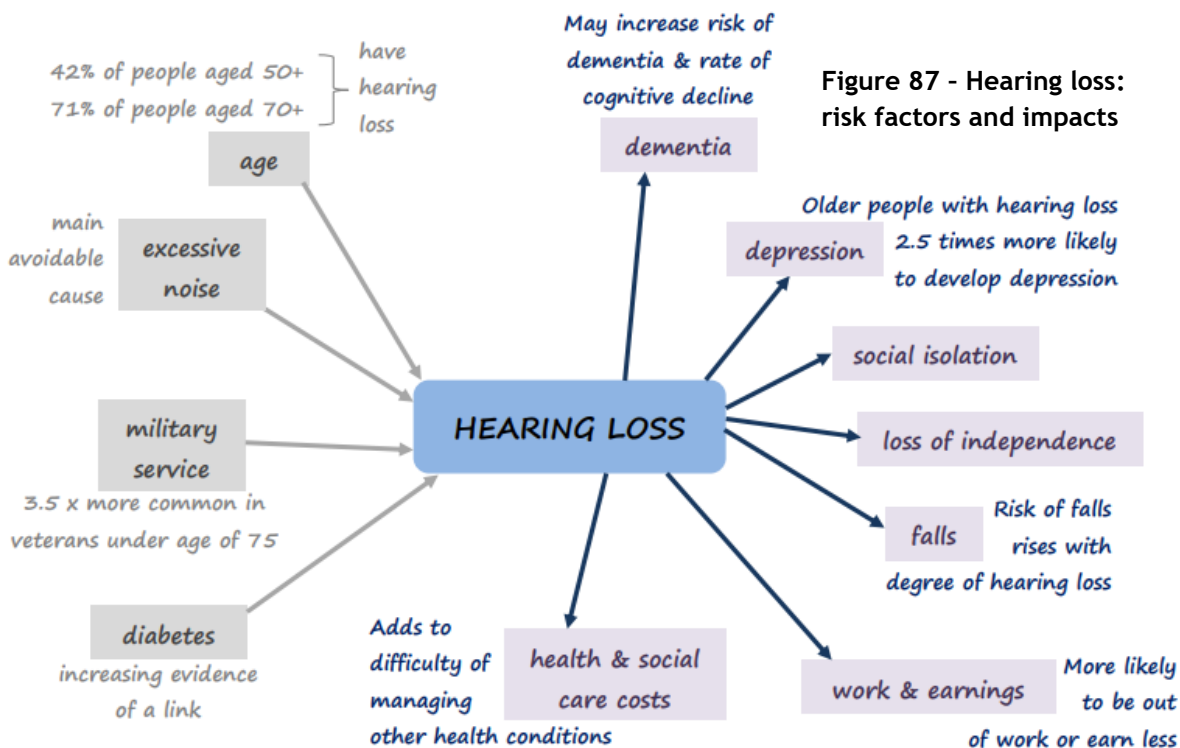 Figure 87 - Hearing loss:
risk factors and impacts
42% of people aged 50+
71% of people aged 70+
have
hearing
loss
age
main
avoidable
cause
excessive
noise
military
service
3.5 x more common in
veterans under age of 75
diabetes
increasing evidence
of a link
HEARING LOSS
May increase risk of
dementia & rate of
cognitive decline
dementia
Older people with hearing loss
2.5 times more likely
to develop depression
depression
social isolation
loss of independence
falls
Risk of falls
rises with
degree of hearing loss
work & earnings
More likely
to be out
of work or earn less
health & social
care costs
Adds to
difficulty of
managing
other health conditions